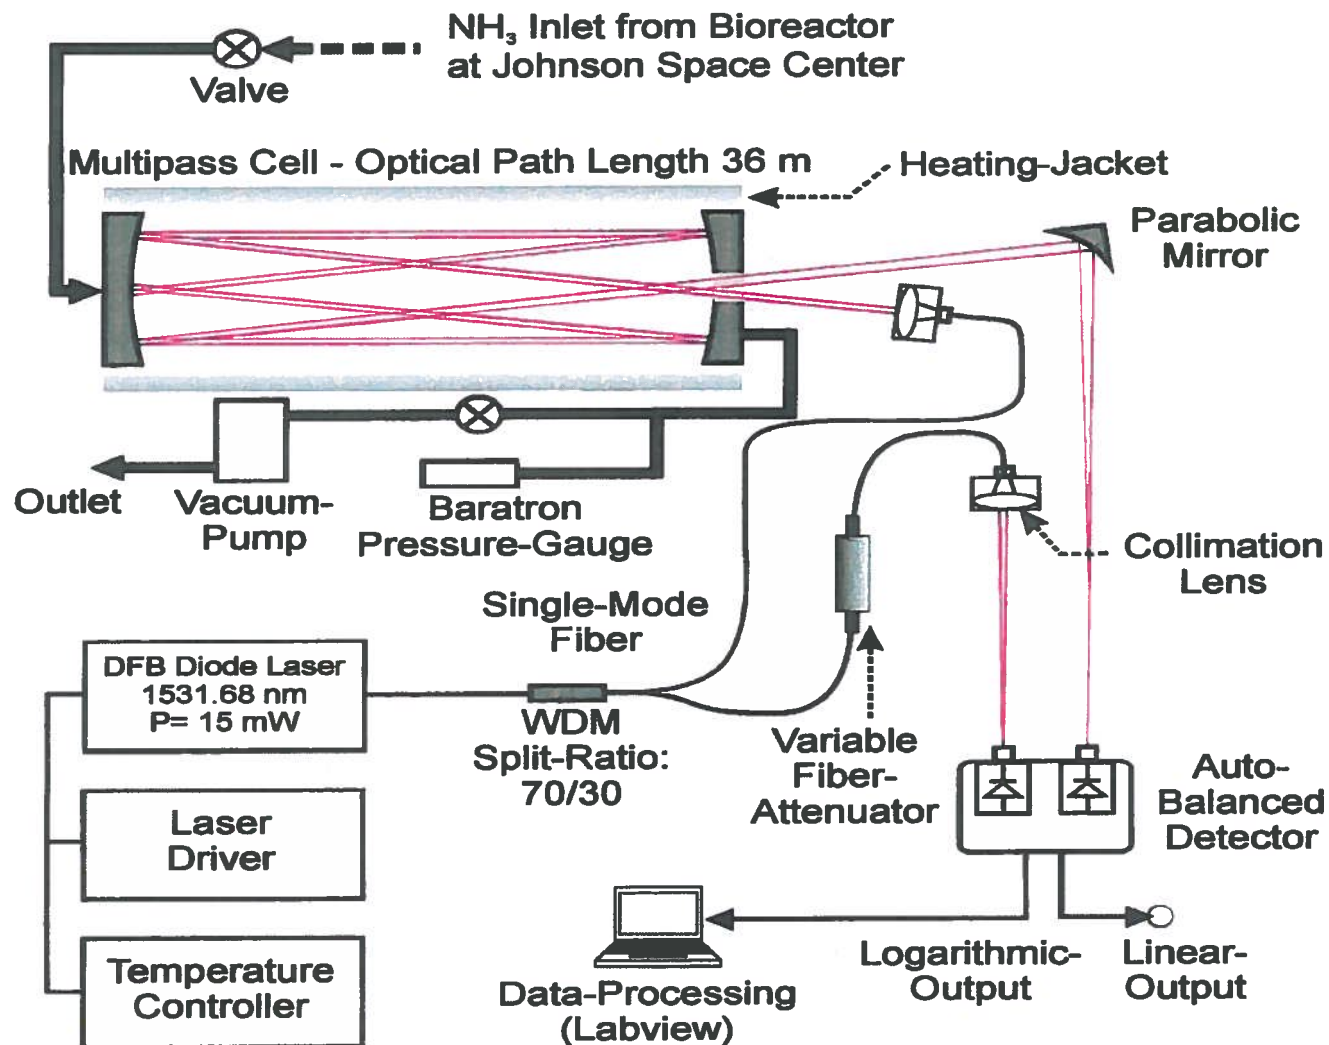 NH₃ Inlet from Bioreactor
at Johnson Space Center
Valve
Multipass Cell - Optical Path Length 36 m
Heating-Jacket
Parabolic
Mirror
Outlet
Vacuum-
Pump
Baratron
Pressure-Gauge
Collimation
Lens
Single-Mode
Fiber
DFB Diode Laser
1531.68 nm
P= 15 mW
WDM
Split-Ratio:
70/30
Variable
Fiber-
Attenuator
Auto-
Balanced
Detector
Laser
Driver
Temperature
Controller
Data-Processing
(Labview)
Logarithmic-
Output
Linear-
Output